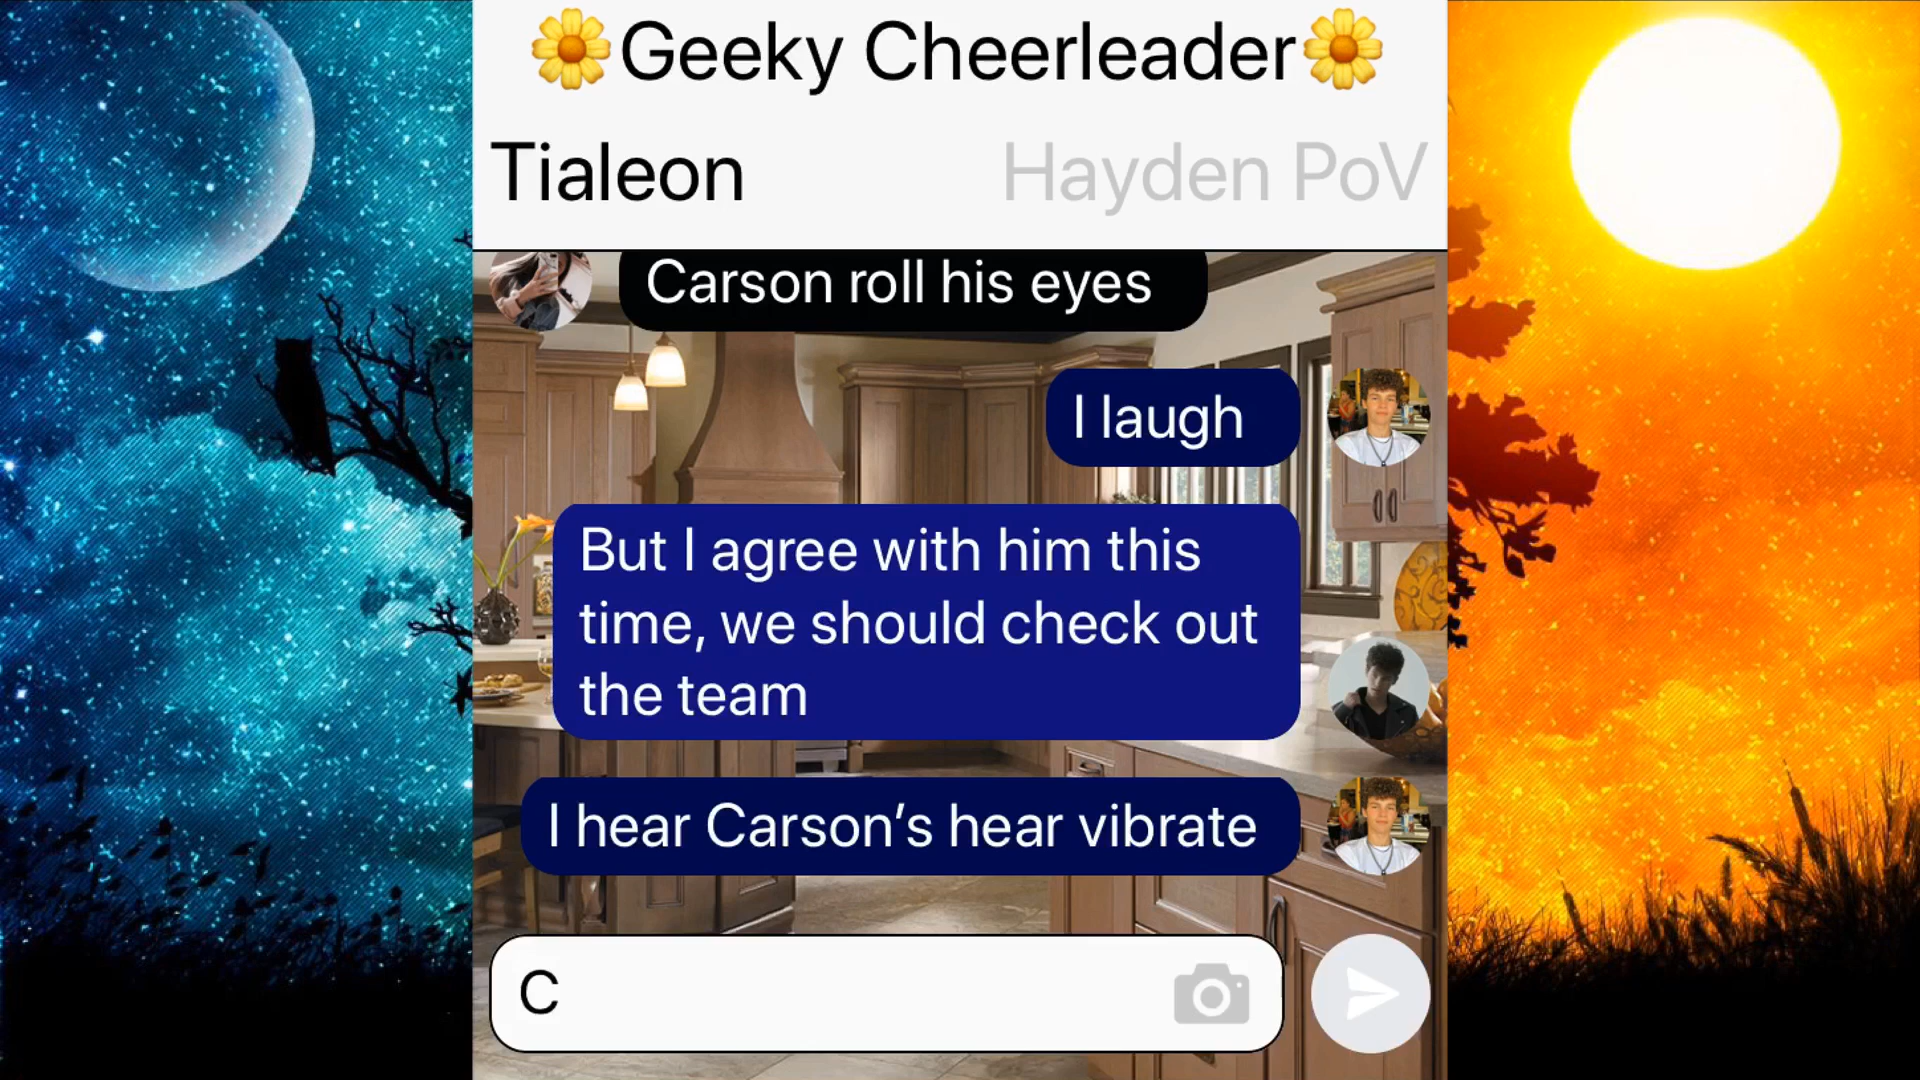 🌼Geeky Cheerleader🌼
Tialeon
Hayden PoV
Carson roll his eyes
I laugh
But I agree with him this
time, we should check out
the team
I hear Carson’s hear vibrate
C